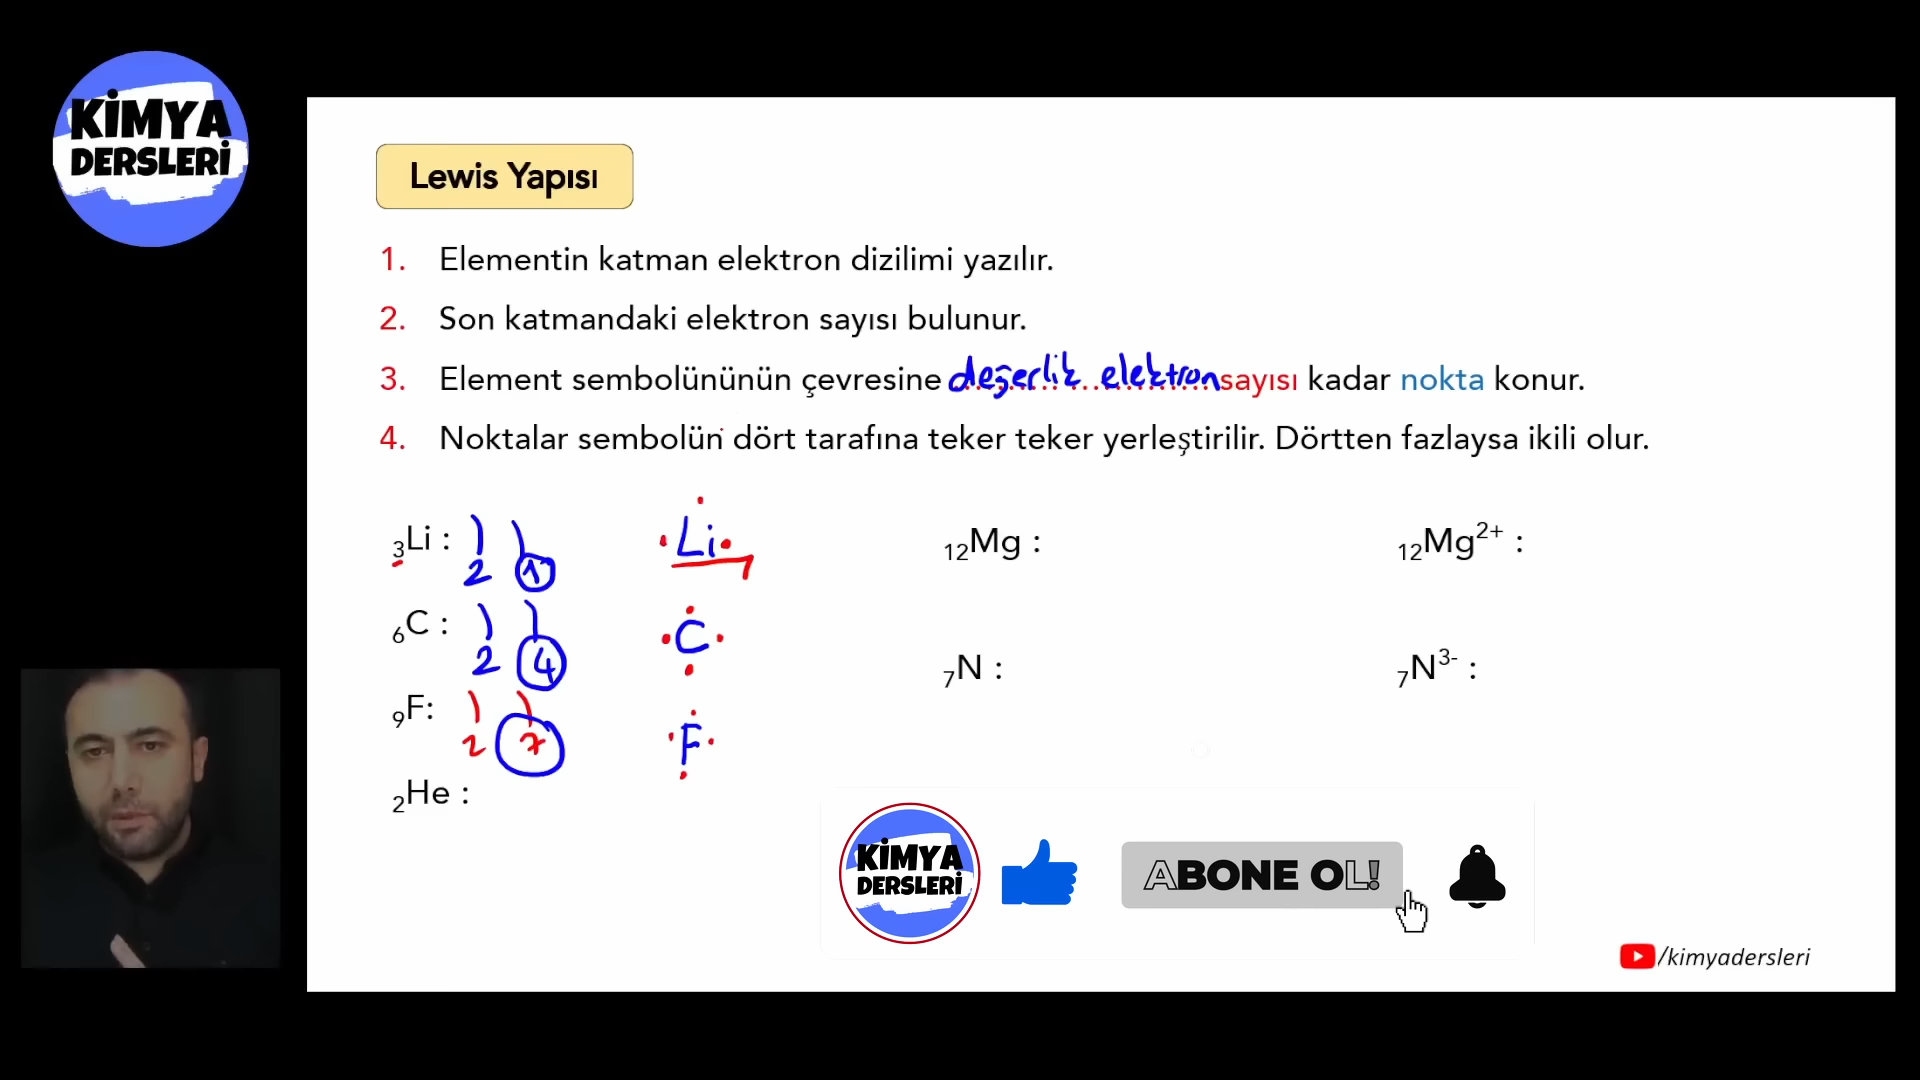 KİMYA
DERSLERİ
Lewis Yapısı
1. Elementin katman elektron dizilimi yazılır.
2. Son katmandaki elektron sayısı bulunur.
3. Element sembolününün çevresine değerlik elektron sayısı kadar nokta konur.
4. Noktalar sembolün dört tarafına teker teker yerleştirilir. Dörtten fazlaysa ikili olur.
₃Li : ) ) Li ₁₂Mg : ₁₂Mg²⁺ :
2 1
₆C : ) ) C
2 4
₇N : ₇N³⁻ :
₉F: ) ) F
2 7
₂He :
KİMYA
DERSLERİ
ABONE OL!
/kimyadersleri